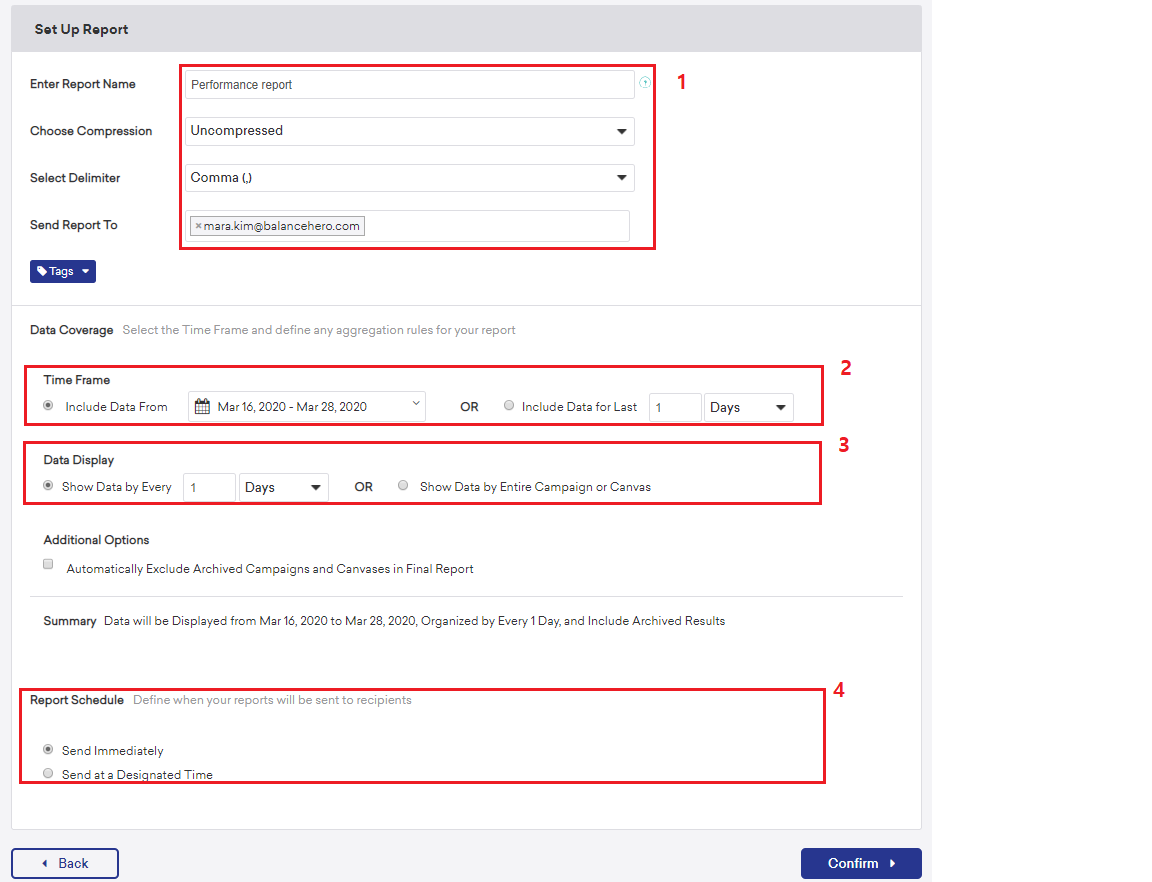 Set Up Report
Enter Report Name Performance report 1
Choose Compression Uncompressed
Select Delimiter Comma (,)
Send Report To × mara.kim@balancehero.com
Tags
Data Coverage Select the Time Frame and define any aggregation rules for your report
2
Time Frame
Include Data From Mar 16, 2020 - Mar 28, 2020 OR Include Data for Last 1 Days
3
Data Display
Show Data by Every 1 Days OR Show Data by Entire Campaign or Canvas
Additional Options
Automatically Exclude Archived Campaigns and Canvases in Final Report
Summary Data will be Displayed from Mar 16, 2020 to Mar 28, 2020, Organized by Every 1 Day, and Include Archived Results
Report Schedule Define when your reports will be sent to recipients 4
Send Immediately
Send at a Designated Time
Back Confirm